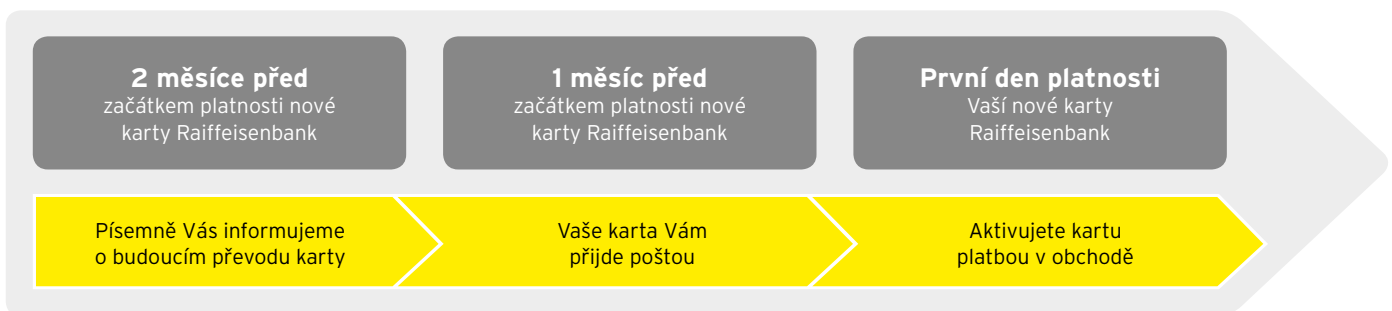 2 měsíce před
začátkem platnosti nové
karty Raiffeisenbank
1 měsíc před
začátkem platnosti nové
karty Raiffeisenbank
První den platnosti
Vaší nové karty
Raiffeisenbank
Písemně Vás informujeme
o budoucím převodu karty
Vaše karta Vám
přijde poštou
Aktivujete kartu
platbou v obchodě